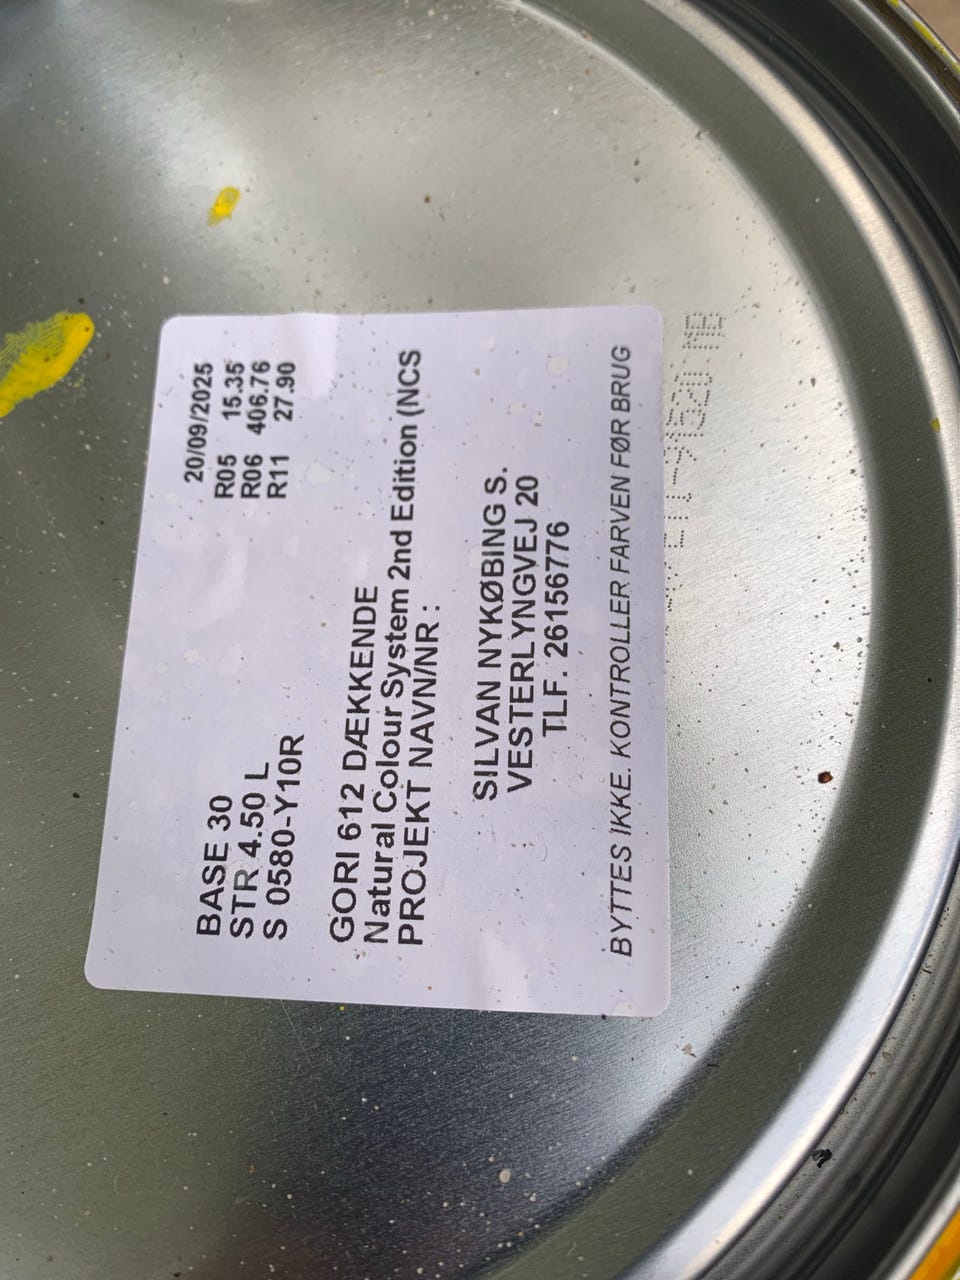 20/09/2025
BASE 30 R05 15.35
STR 4.50 L R06 406.76
S 0580-Y10R R11 27.90
GORI 612 DÆKKENDE
Natural Colour System 2nd Edition (NCS
PROJEKT NAVN/NR :
SILVAN NYKØBING S.
VESTERLYNGVEJ 20
TLF. 26156776
BYTTES IKKE. KONTROLLER FARVEN FØR BRUG